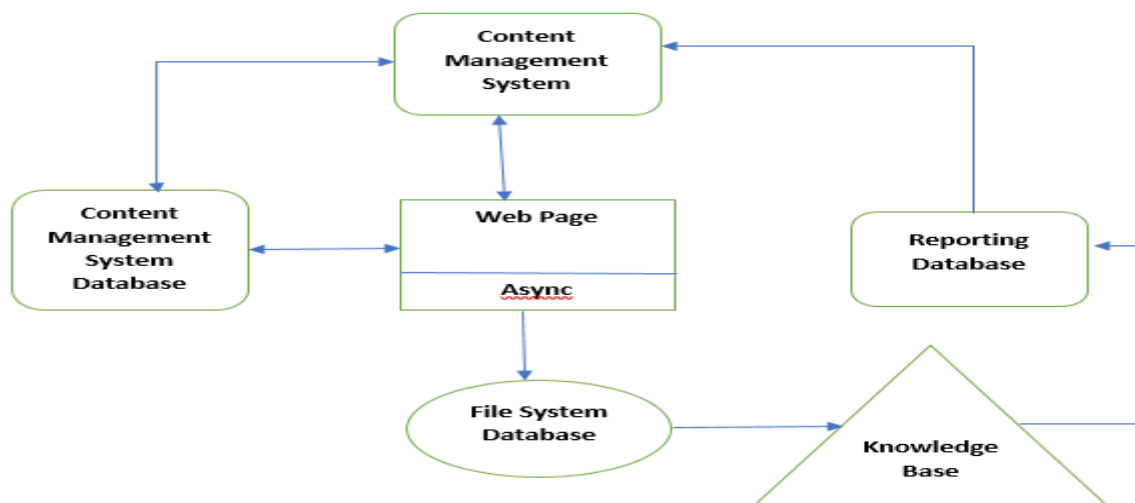 Content
Management
System
Content
Management
System
Database
Web Page
Async
Reporting
Database
File System
Database
Knowledge
Base